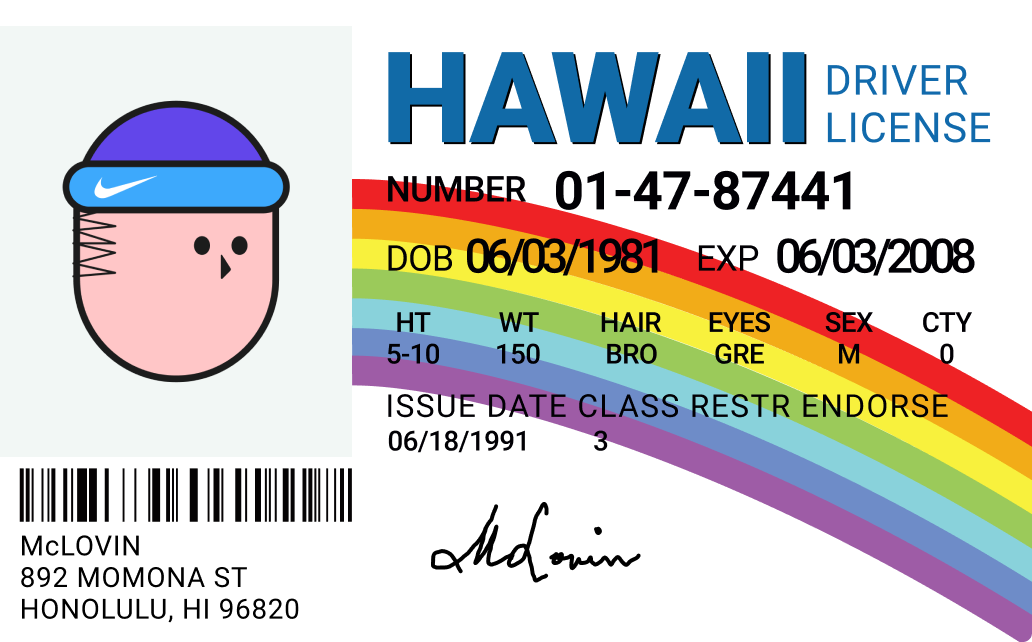 HAWAII DRIVER LICENSE
NUMBER 01-47-87441
DOB 06/03/1981 EXP 06/03/2008
HT WT HAIR EYES SEX CTY
5-10 150 BRO GRE M 0
ISSUE DATE CLASS RESTR ENDORSE
06/18/1991 3
McLovin
McLOVIN
892 MOMONA ST
HONOLULU, HI 96820